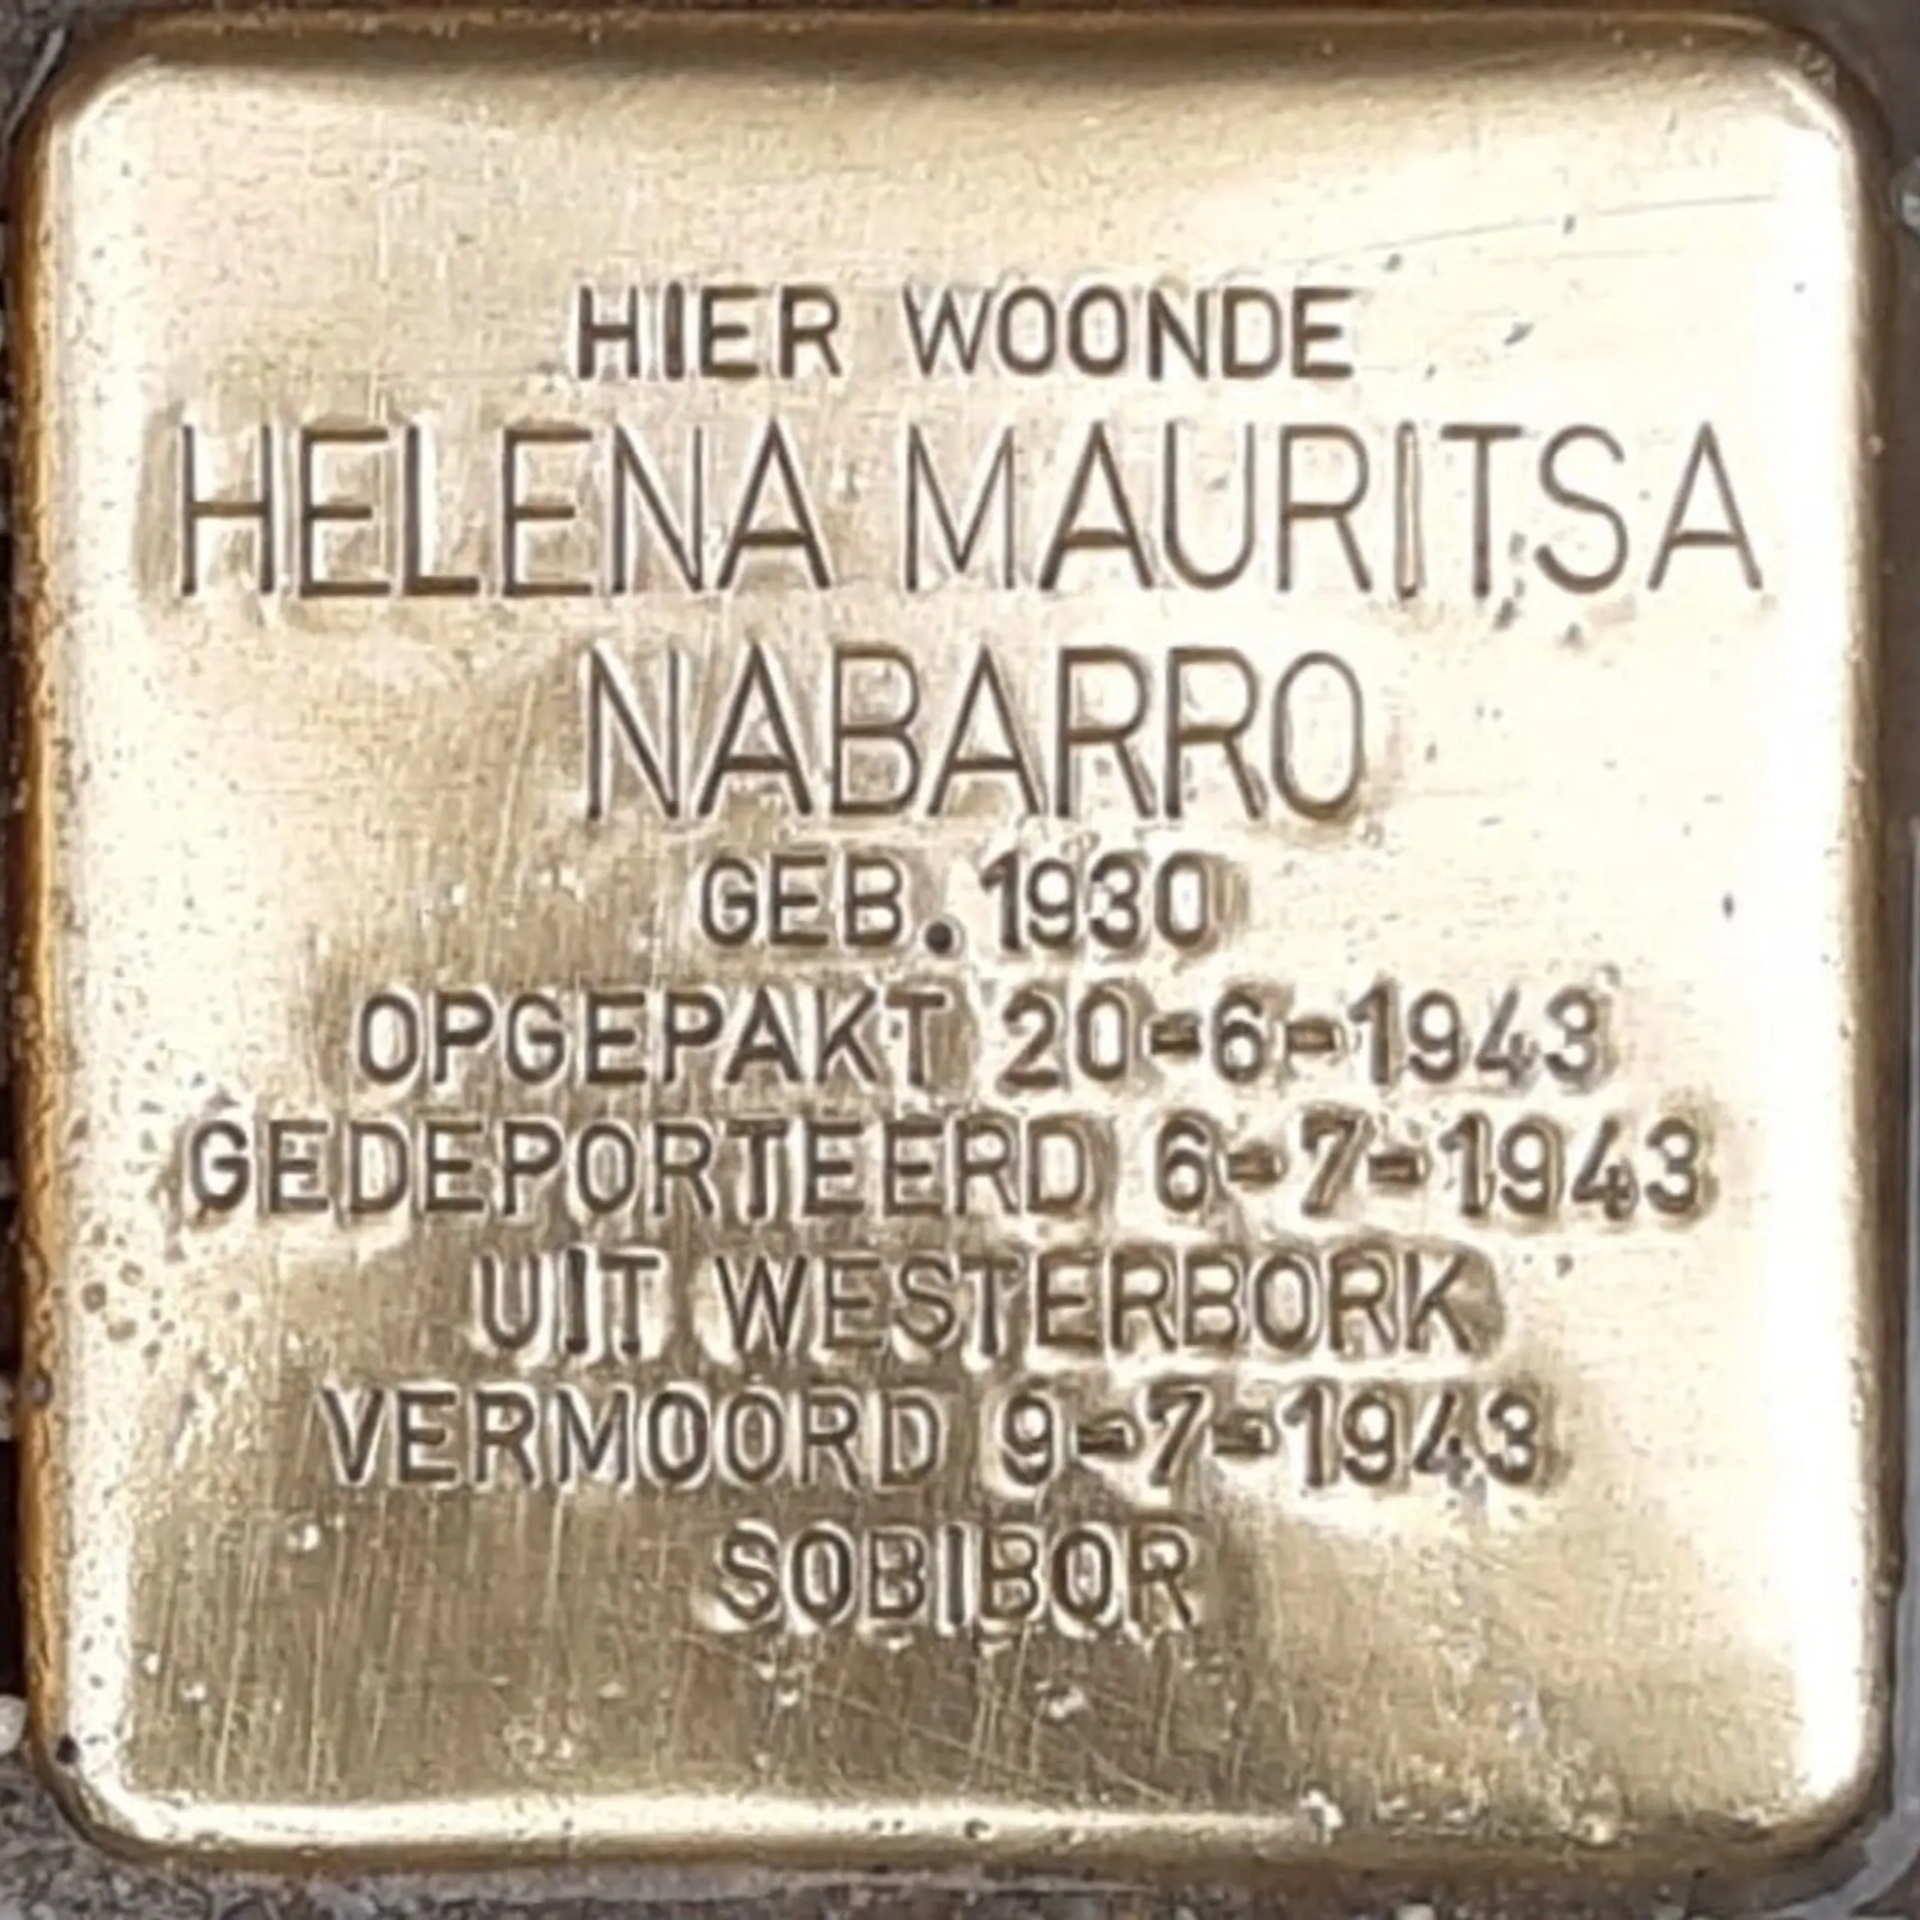 HIER WOONDE
HELENA MAURITSA
NABARRO
GEB. 1930
OPGEPAKT 20-6-1943
GEDEPORTEERD 6-7-1943
UIT WESTERBORK
VERMOORD 9-7-1943
SOBIBOR